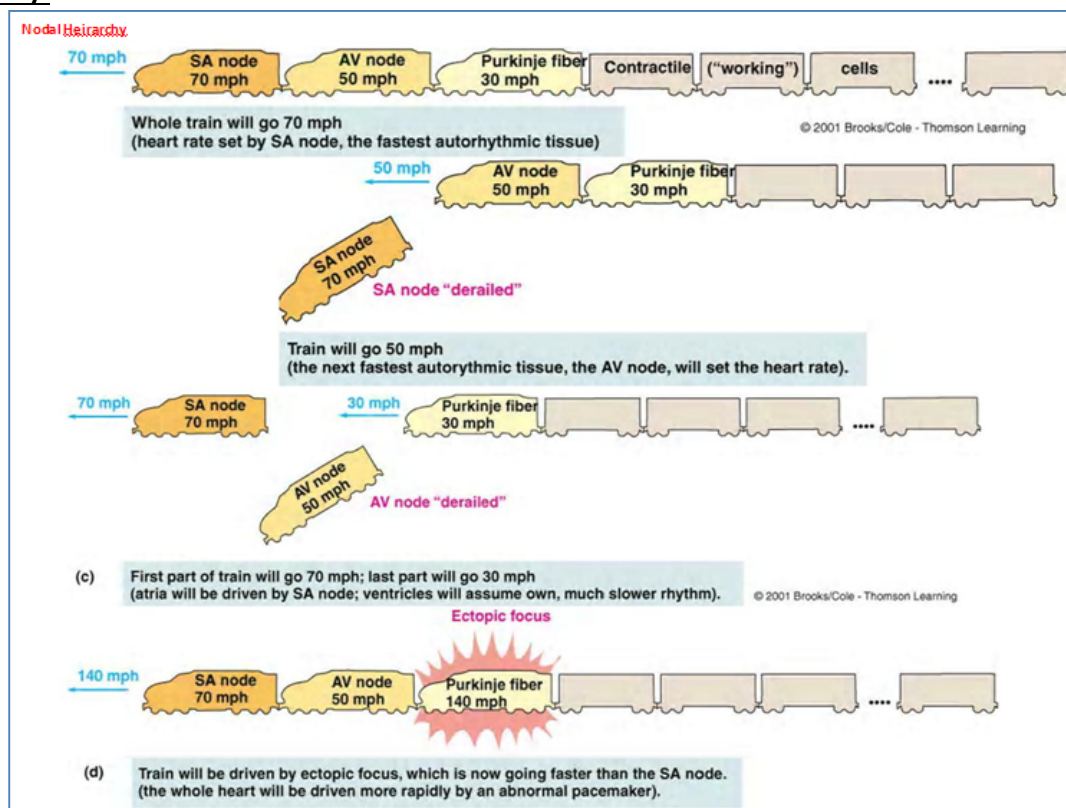 Nodal Heirarchy
70 mph
SA node
70 mph
AV node
50 mph
Purkinje fiber
30 mph
Contractile
("working")
cells
....
Whole train will go 70 mph
(heart rate set by SA node, the fastest autorhythmic tissue)
© 2001 Brooks/Cole - Thomson Learning
50 mph
AV node
50 mph
Purkinje fiber
30 mph
SA node
70 mph
SA node "derailed"
Train will go 50 mph
(the next fastest autorythmic tissue, the AV node, will set the heart rate).
70 mph
SA node
70 mph
30 mph
Purkinje fiber
30 mph
....
AV node
50 mph
AV node "derailed"
(c)
First part of train will go 70 mph; last part will go 30 mph
(atria will be driven by SA node; ventricles will assume own, much slower rhythm).
© 2001 Brooks/Cole - Thomson Learning
Ectopic focus
140 mph
SA node
70 mph
AV node
50 mph
Purkinje fiber
140 mph
....
(d)
Train will be driven by ectopic focus, which is now going faster than the SA node.
(the whole heart will be driven more rapidly by an abnormal pacemaker).